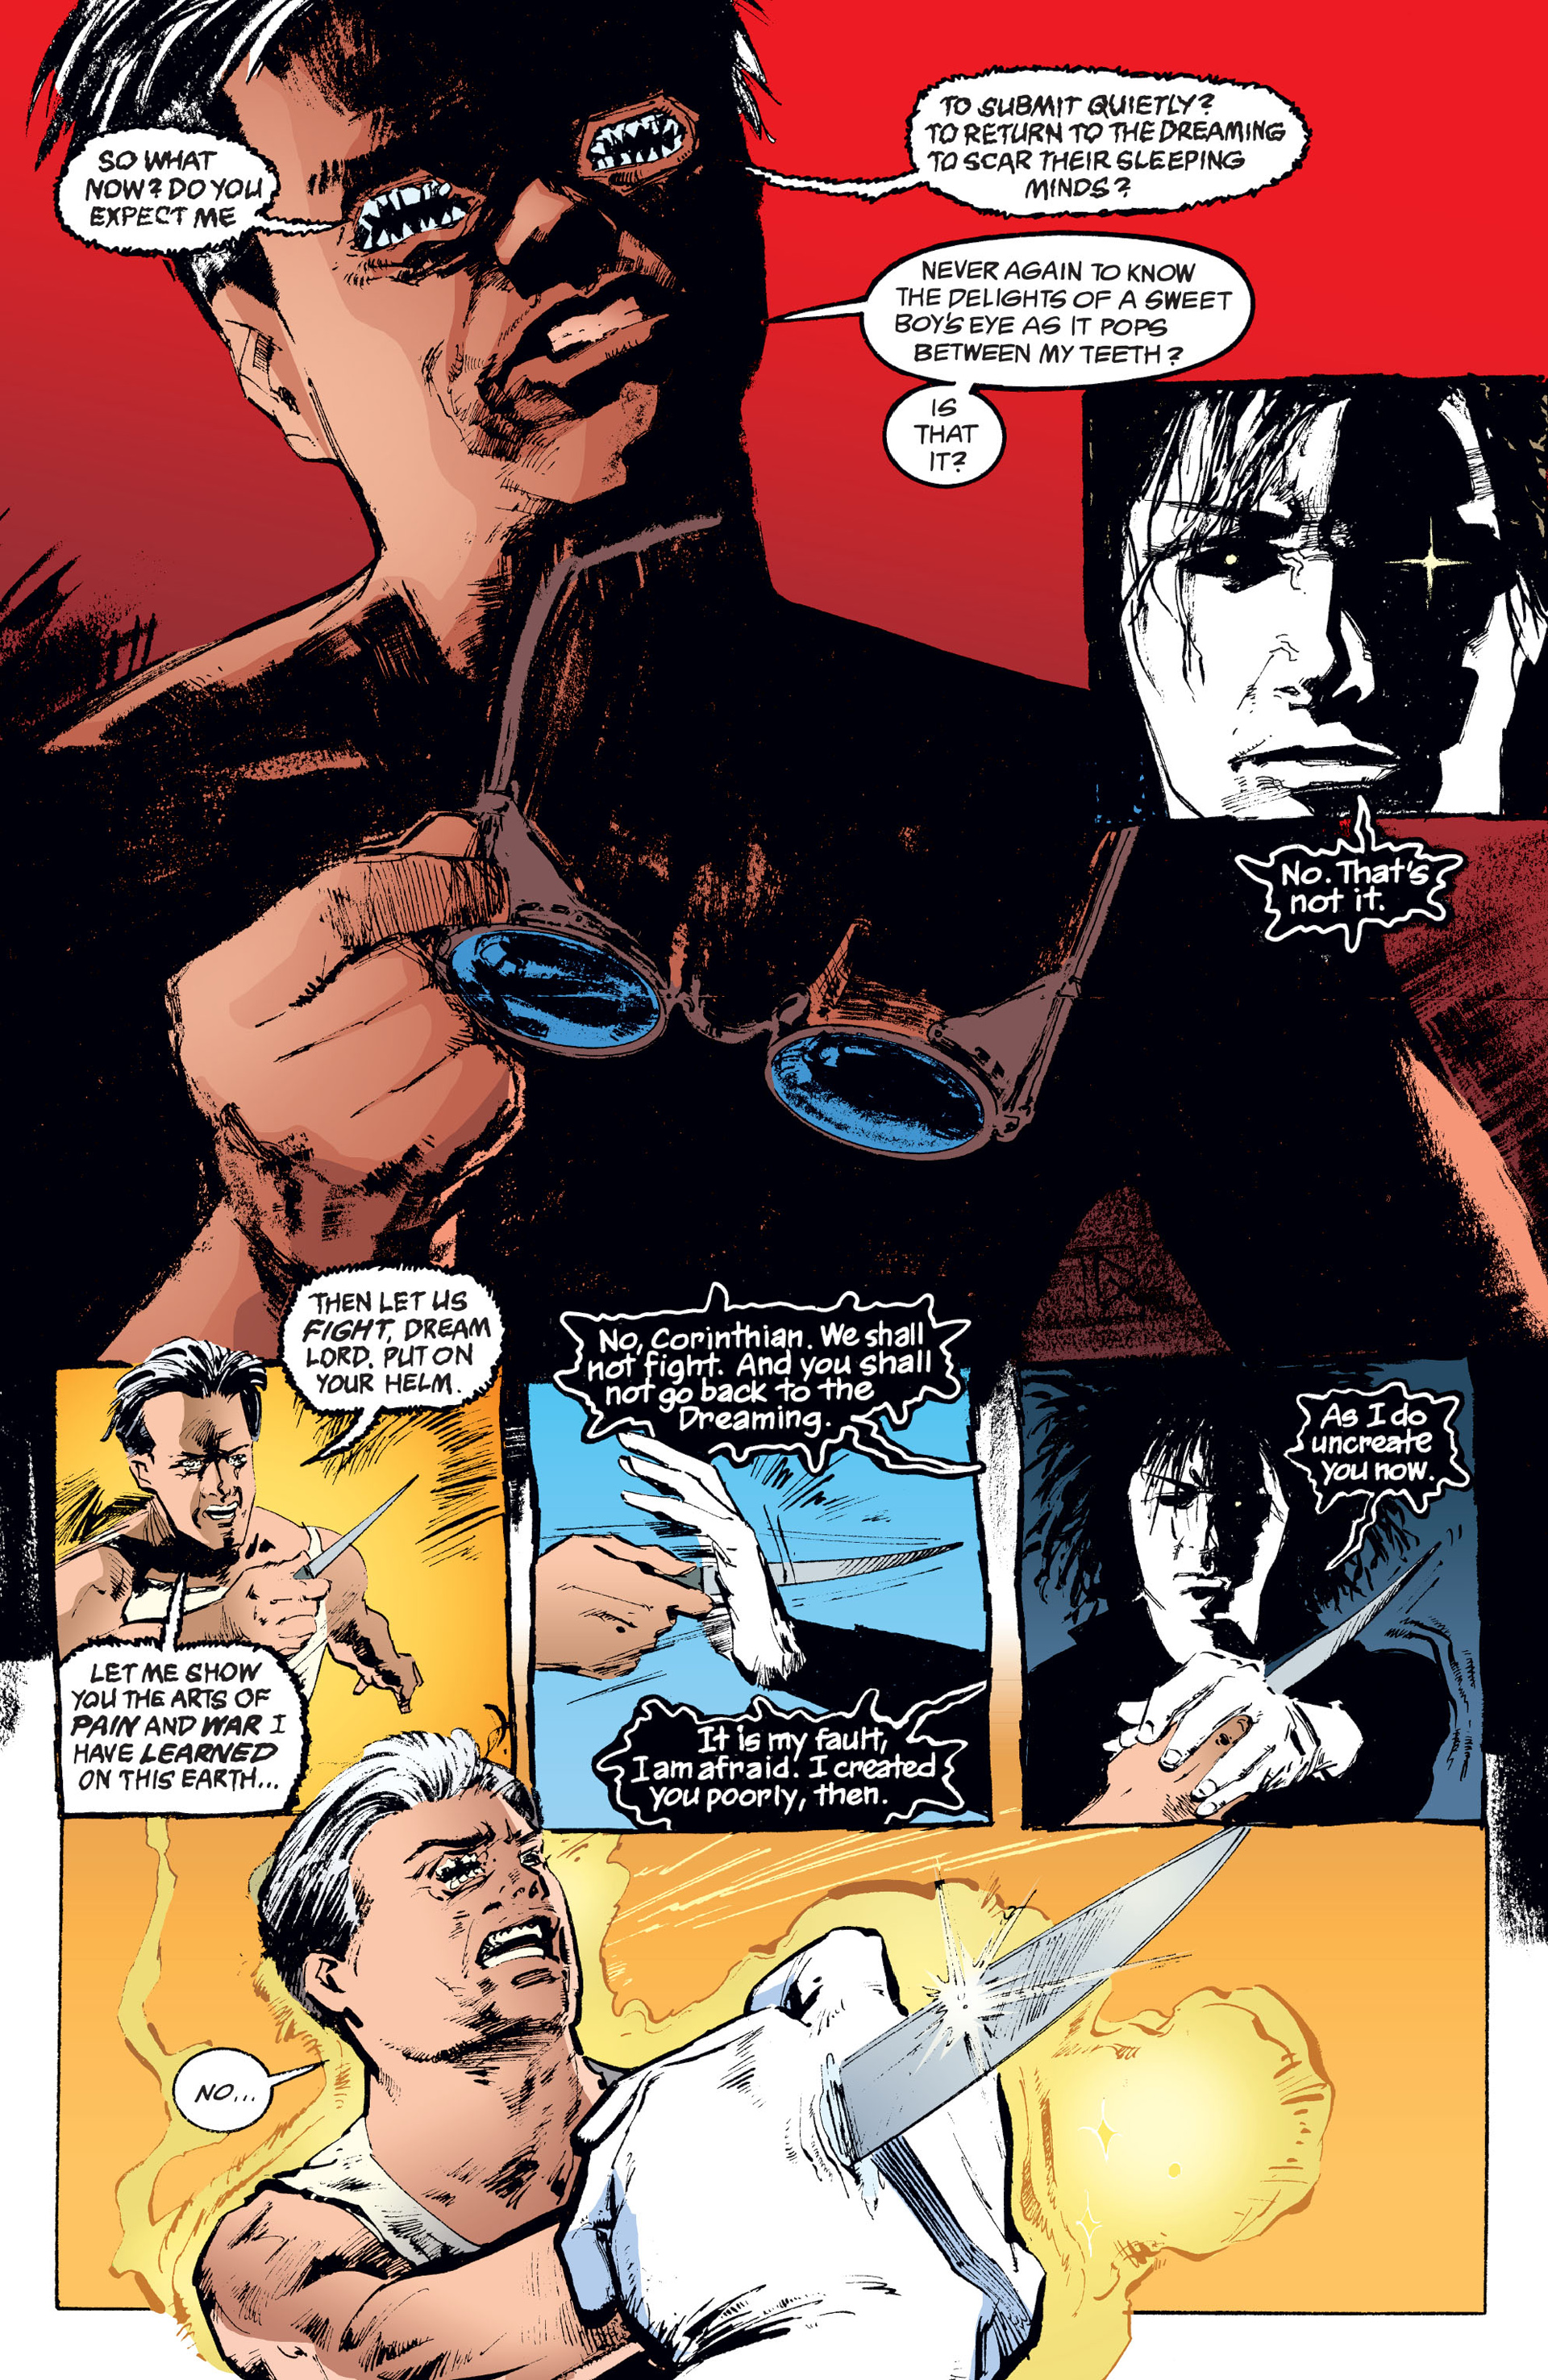 SO WHAT
NOW? DO YOU
EXPECT ME
TO SUBMIT QUIETLY?
TO RETURN TO THE DREAMING
TO SCAR THEIR SLEEPING
MINDS?
NEVER AGAIN TO KNOW
THE DELIGHTS OF A SWEET
BOY'S EYE AS IT POPS
BETWEEN MY TEETH?
IS
THAT
IT?
No. That's
not it.
THEN LET US
FIGHT, DREAM
LORD. PUT ON
YOUR HELM.
LET ME SHOW
YOU THE ARTS OF
PAIN AND WAR I
HAVE LEARNED
ON THIS EARTH...
No, Corinthian. We shall
not fight. And you shall
not go back to the
Dreaming.
It is my fault,
I am afraid. I created
you poorly, then.
As I do
uncreate
you now.
NO...